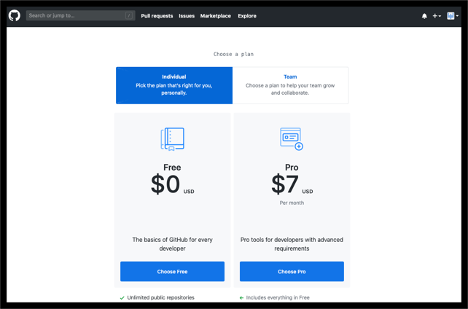 Search or jump to... /
Pull requests Issues Marketplace Explore
Choose a plan
Individual
Pick the plan that's right for you,
personally.
Team
Choose a plan to help your team grow
and collaborate.
Free
$0 USD
The basics of GitHub for every
developer
Choose Free
Unlimited public repositories
Pro
$7 USD
Per month
Pro tools for developers with advanced
requirements
Choose Pro
Includes everything in Free